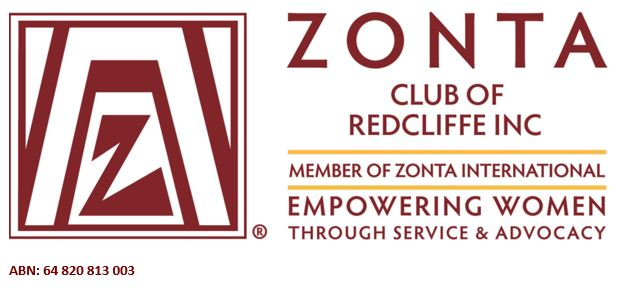 ZONTA
CLUB OF
REDCLIFFE INC
MEMBER OF ZONTA INTERNATIONAL
EMPOWERING WOMEN
THROUGH SERVICE & ADVOCACY
Z
®
ABN: 64 820 813 003